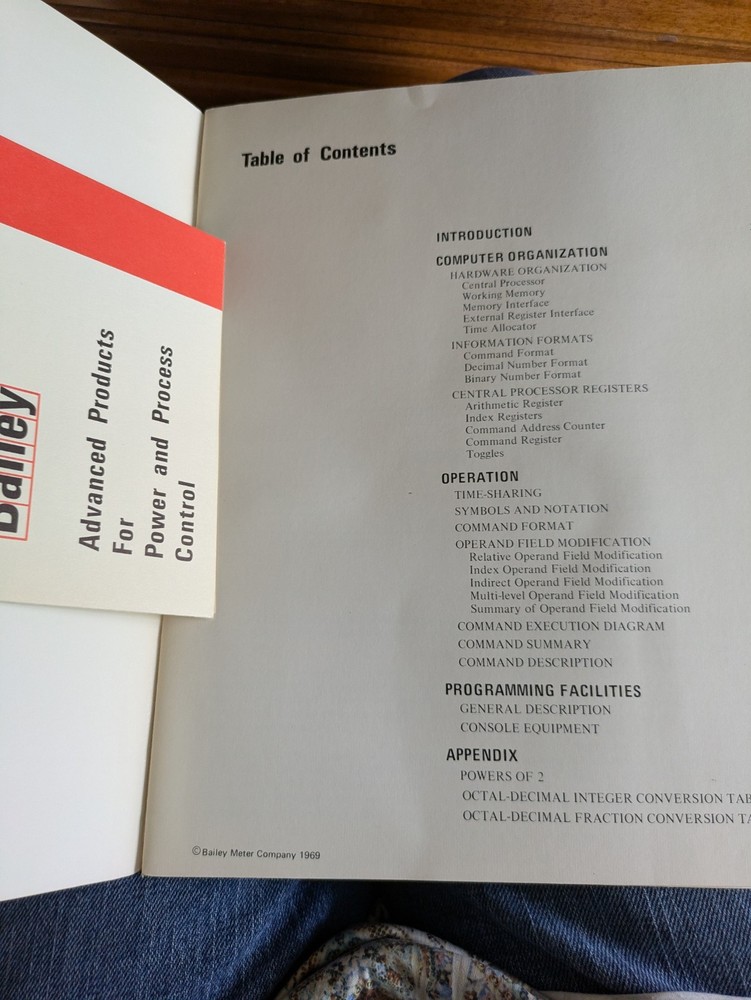 Bailey
Advanced Products
For
Power and Process
Control
Table of Contents
INTRODUCTION
COMPUTER ORGANIZATION
HARDWARE ORGANIZATION
Central Processor
Working Memory
Memory Interface
External Register Interface
Time Allocator
INFORMATION FORMATS
Command Format
Decimal Number Format
Binary Number Format
CENTRAL PROCESSOR REGISTERS
Arithmetic Register
Index Registers
Command Address Counter
Command Register
Toggles
OPERATION
TIME-SHARING
SYMBOLS AND NOTATION
COMMAND FORMAT
OPERAND FIELD MODIFICATION
Relative Operand Field Modification
Index Operand Field Modification
Indirect Operand Field Modification
Multi-level Operand Field Modification
Summary of Operand Field Modification
COMMAND EXECUTION DIAGRAM
COMMAND SUMMARY
COMMAND DESCRIPTION
PROGRAMMING FACILITIES
GENERAL DESCRIPTION
CONSOLE EQUIPMENT
APPENDIX
POWERS OF 2
OCTAL-DECIMAL INTEGER CONVERSION TAB
OCTAL-DECIMAL FRACTION CONVERSION TA
©Bailey Meter Company 1969